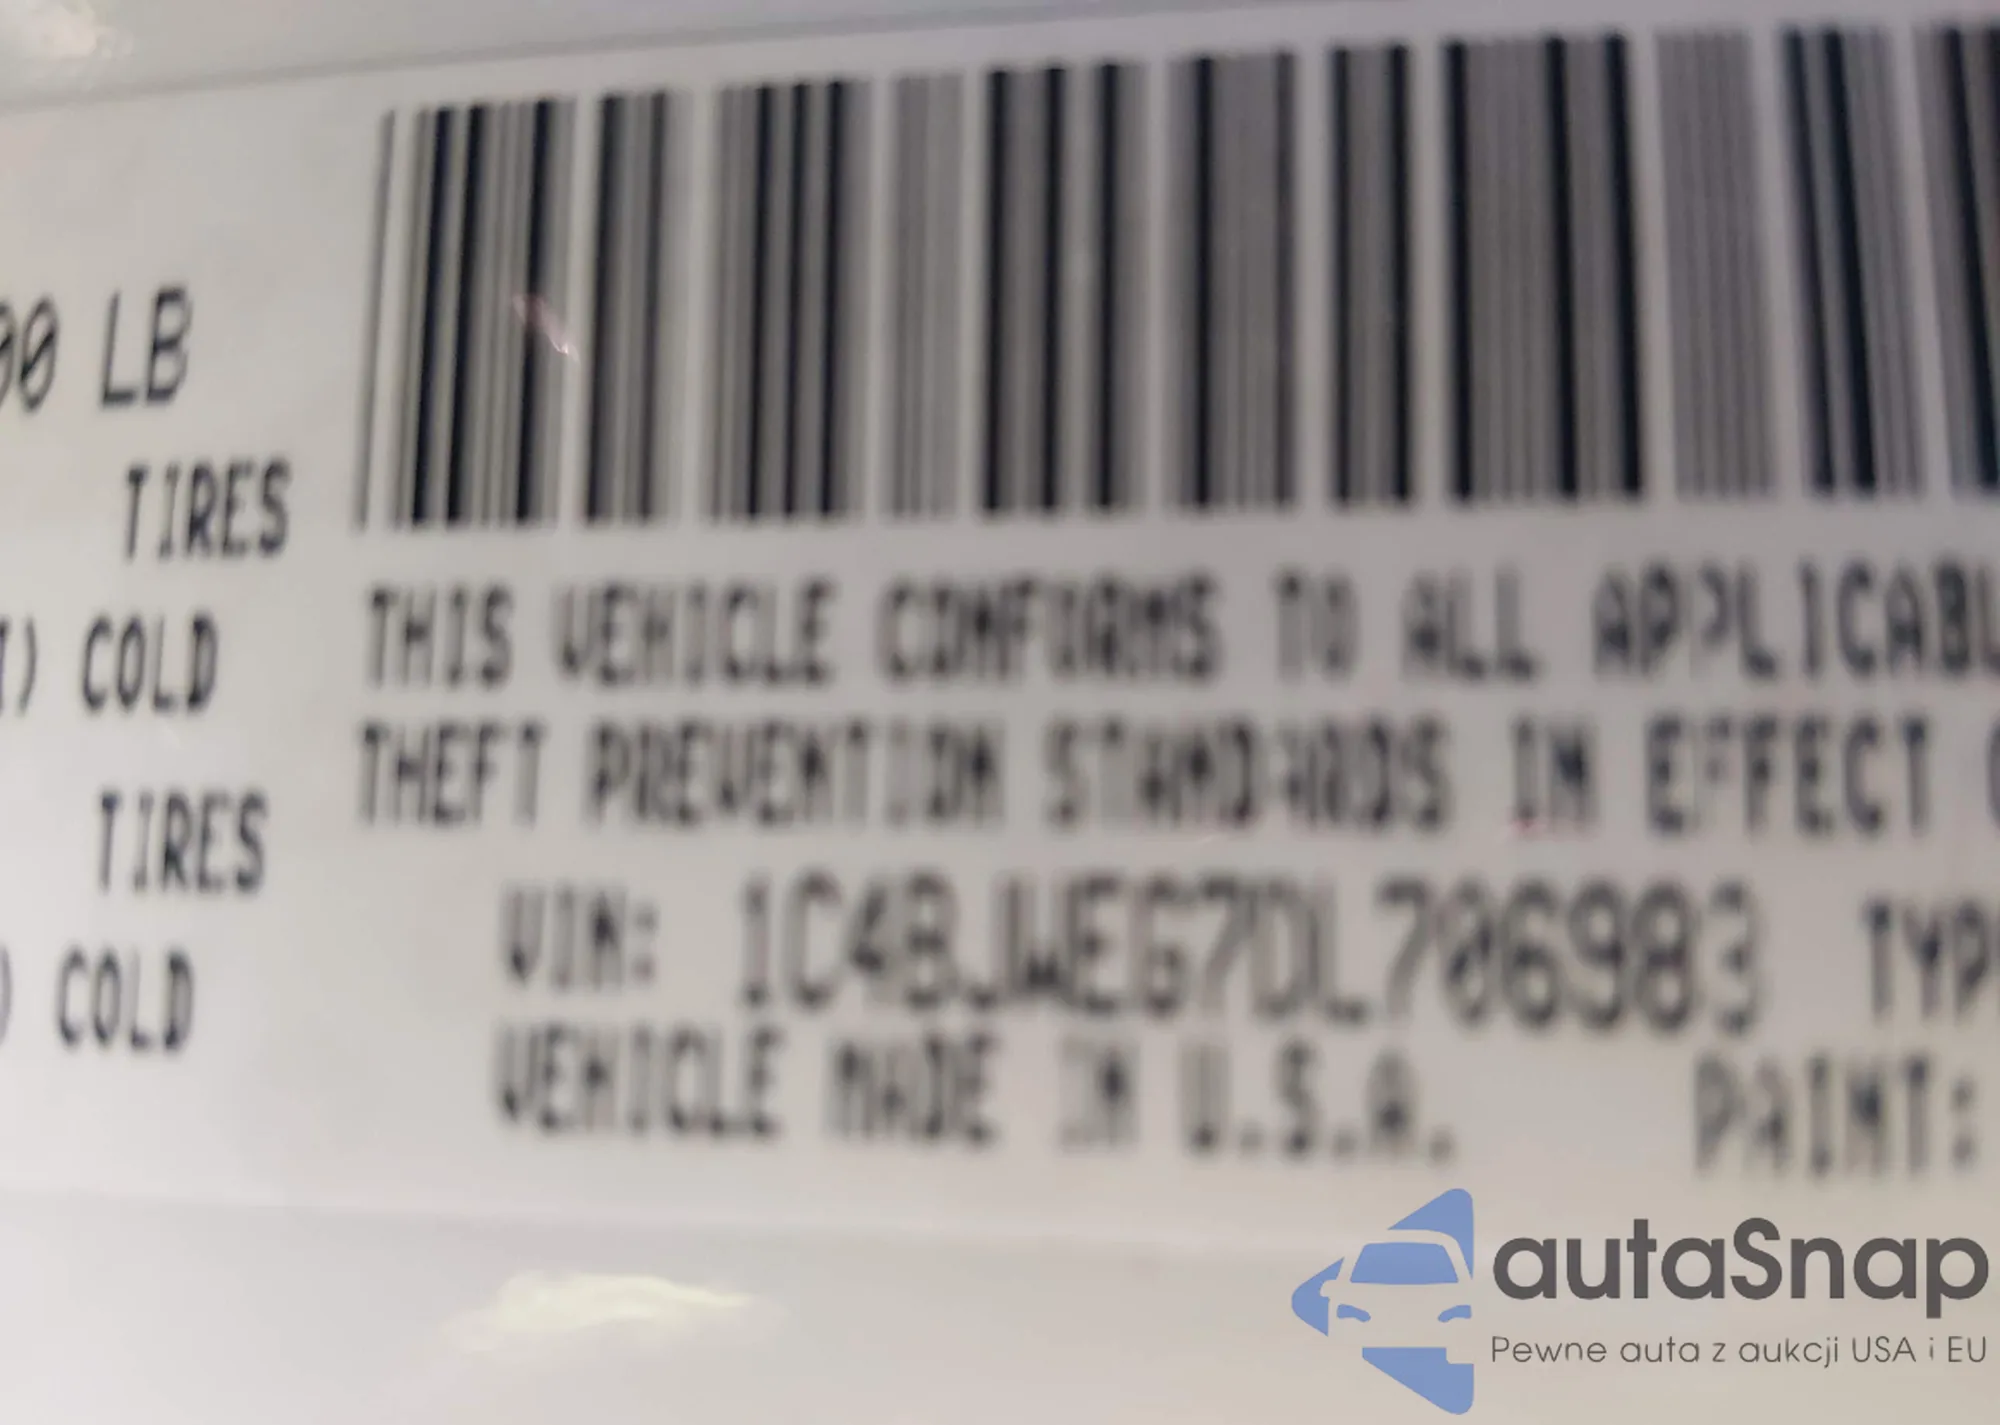 00 LB
TIRES
) COLD
TIRES
) COLD
THIS VEHICLE CONFORMS TO ALL APPLICABL
THEFT PREVENTION STANDARDS IN EFFECT
VIN: 1C4BJWEG7DL706983 TYP
VEHICLE MADE IN U.S.A. PAINT:
autaSnap
Pewne auta z aukcji USA i EU